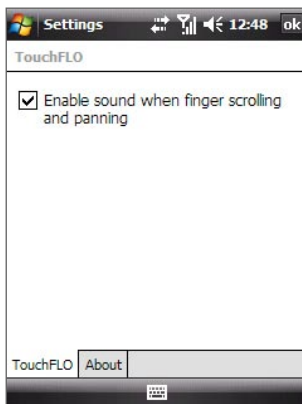 Settings 12:48 ok
TouchFLO
Enable sound when finger scrolling
and panning
TouchFLO About